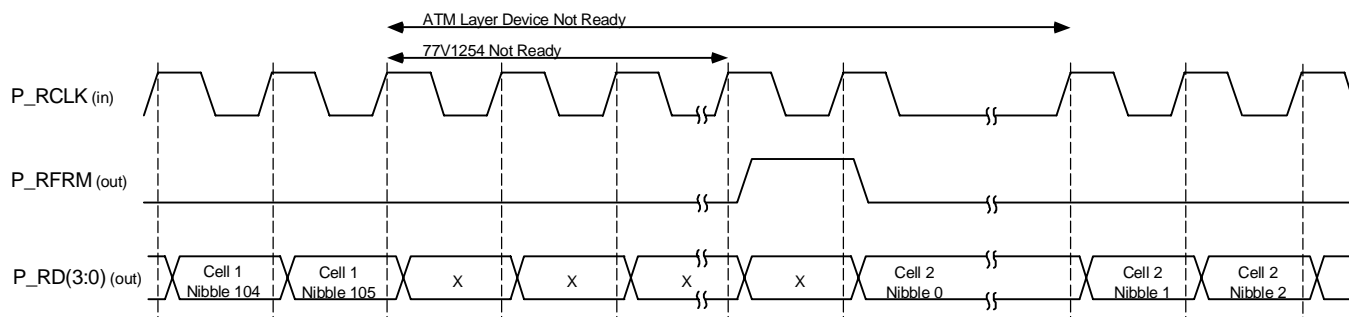 ATM Layer Device Not Ready
77V1254 Not Ready
P_RCLK (in)
P_RFRM (out)
P_RD(3:0) (out)
Cell 1
Nibble 104
Cell 1
Nibble 105
X
X
X
X
Cell 2
Nibble 0
Cell 2
Nibble 1
Cell 2
Nibble 2